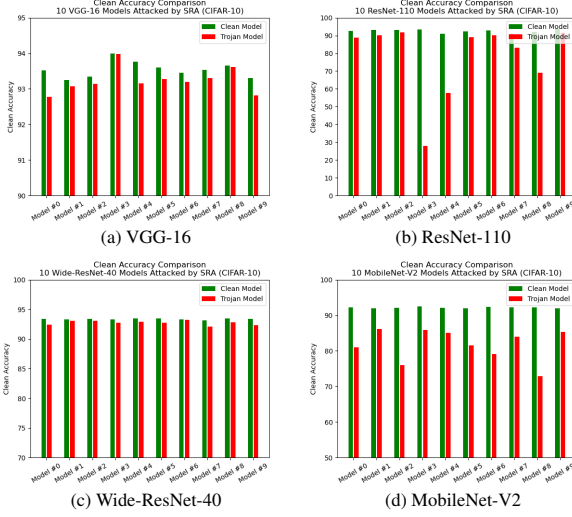 Clean Accuracy Comparison
10 VGG-16 Models Attacked by SRA (CIFAR-10)
95
94
93
92
91
90
Clean Accuracy
Clean Model
Trojan Model
Model #0 Model #1 Model #2 Model #3 Model #4 Model #5 Model #6 Model #7 Model #8 Model #9
(a) VGG-16
Clean Accuracy Comparison
10 ResNet-110 Models Attacked by SRA (CIFAR-10)
100
90
80
70
60
50
40
30
20
10
0
Clean Accuracy
Clean Model
Trojan Model
Model #0 Model #1 Model #2 Model #3 Model #4 Model #5 Model #6 Model #7 Model #8 Model #9
(b) ResNet-110
Clean Accuracy Comparison
10 Wide-ResNet-40 Models Attacked by SRA (CIFAR-10)
100
95
90
85
80
75
70
Clean Accuracy
Clean Model
Trojan Model
Model #0 Model #1 Model #2 Model #3 Model #4 Model #5 Model #6 Model #7 Model #8 Model #9
(c) Wide-ResNet-40
Clean Accuracy Comparison
10 MobileNet-V2 Models Attacked by SRA (CIFAR-10)
100
90
80
70
60
50
Clean Accuracy
Clean Model
Trojan Model
Model #0 Model #1 Model #2 Model #3 Model #4 Model #5 Model #6 Model #7 Model #8 Model #9
(d) MobileNet-V2